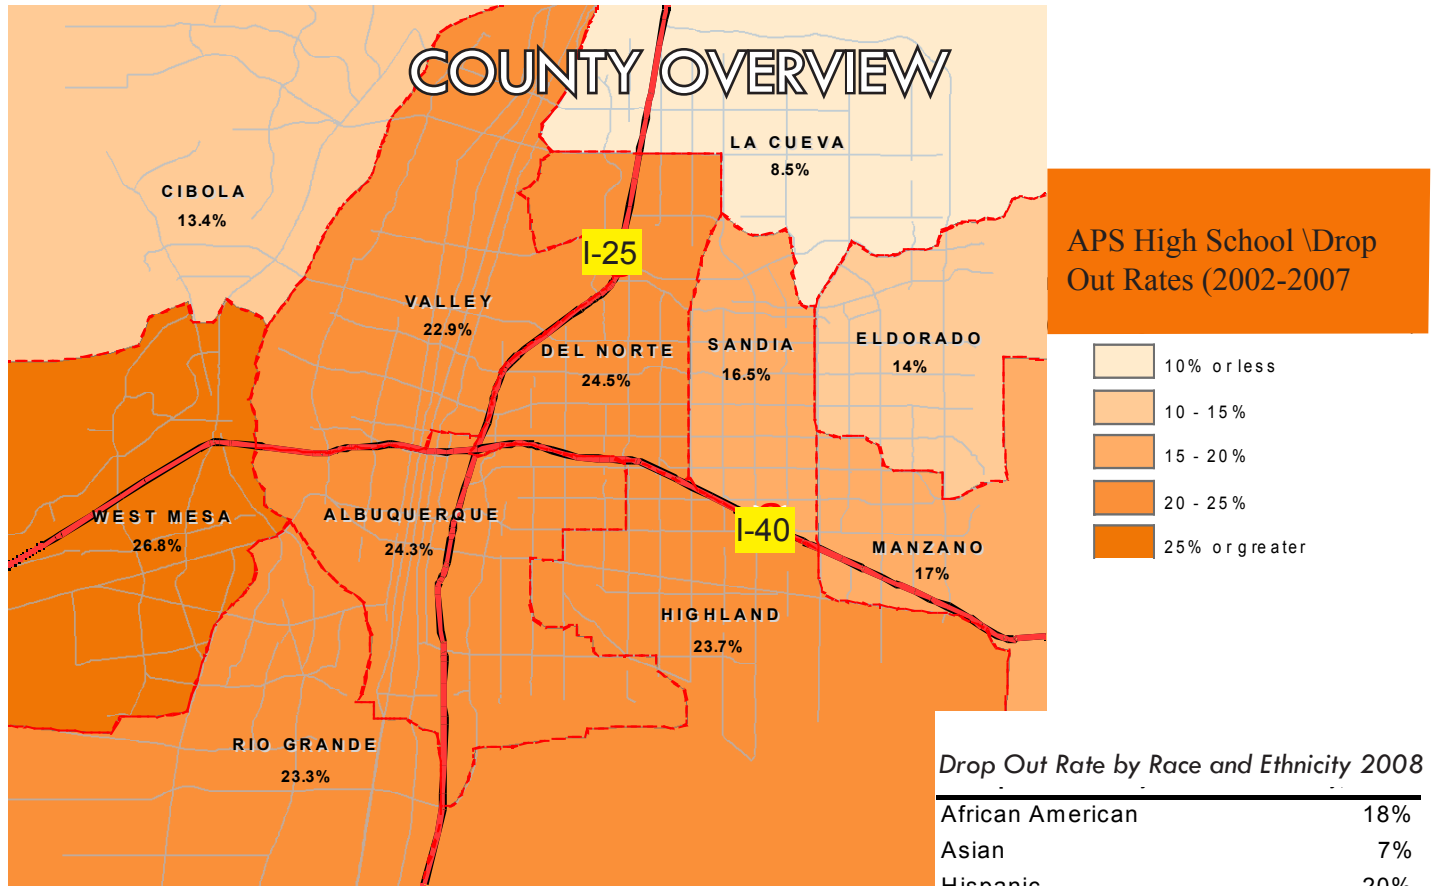 COUNTY OVERVIEW
LA CUEVA
8.5%
CIBOLA
13.4%
I-25
VALLEY
22.9%
DEL NORTE
24.5%
SANDIA
16.5%
ELDORADO
14%
WEST MESA
26.8%
ALBUQUERQUE
24.3%
I-40
MANZANO
17%
HIGHLAND
23.7%
RIO GRANDE
23.3%
APS High School \Drop
Out Rates (2002-2007
10% or less
10 - 15%
15 - 20%
20 - 25%
25% or greater
Drop Out Rate by Race and Ethnicity 2008
African American 18%
Asian 7%
Hispanic 20%